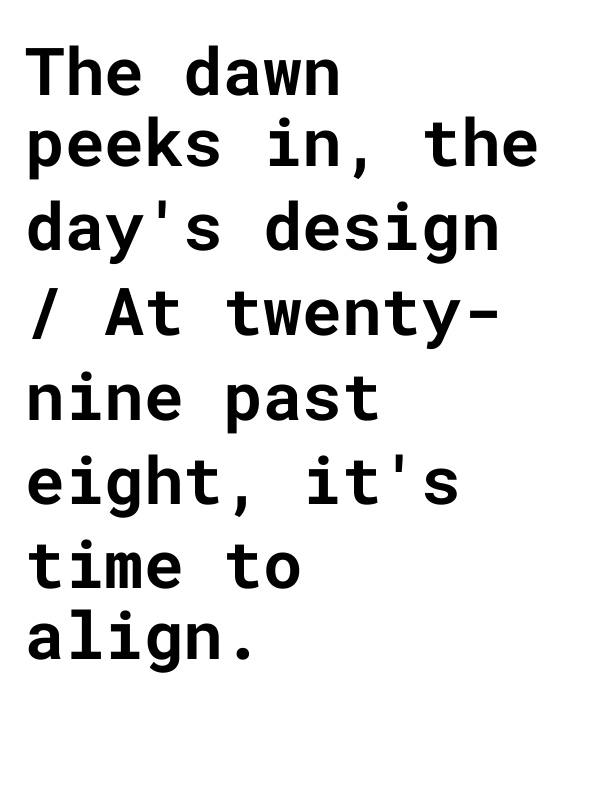 The dawn
peeks in, the
day's design
/ At twenty-
nine past
eight, it's
time to
align.